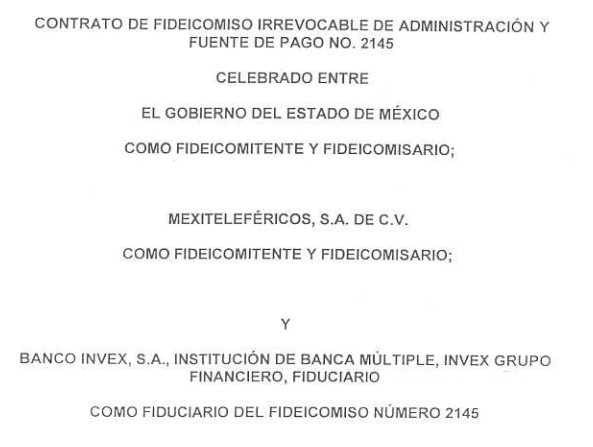 CONTRATO DE FIDEICOMISO IRREVOCABLE DE ADMINISTRACIÓN Y
FUENTE DE PAGO NO. 2145
CELEBRADO ENTRE
EL GOBIERNO DEL ESTADO DE MÉXICO
COMO FIDEICOMITENTE Y FIDEICOMISARIO;
MEXITELEFÉRICOS, S.A. DE C.V.
COMO FIDEICOMITENTE Y FIDEICOMISARIO;
Y
BANCO INVEX, S.A., INSTITUCIÓN DE BANCA MÚLTIPLE, INVEX GRUPO
FINANCIERO, FIDUCIARIO
COMO FIDUCIARIO DEL FIDEICOMISO NÚMERO 2145